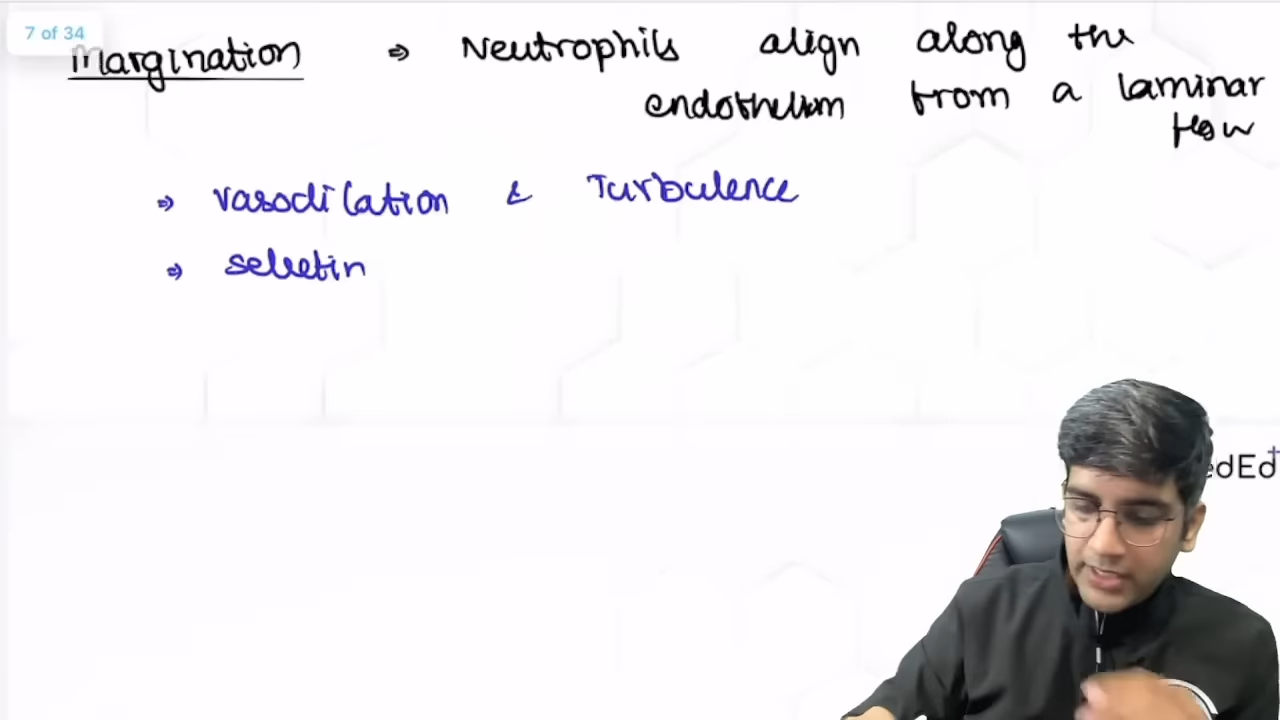 7 of 34
Margination ⇒ Neutrophils align along the
endothelium from a laminar
flow
⇒ vasodilation & Turbulence
⇒ selectin
edEd+